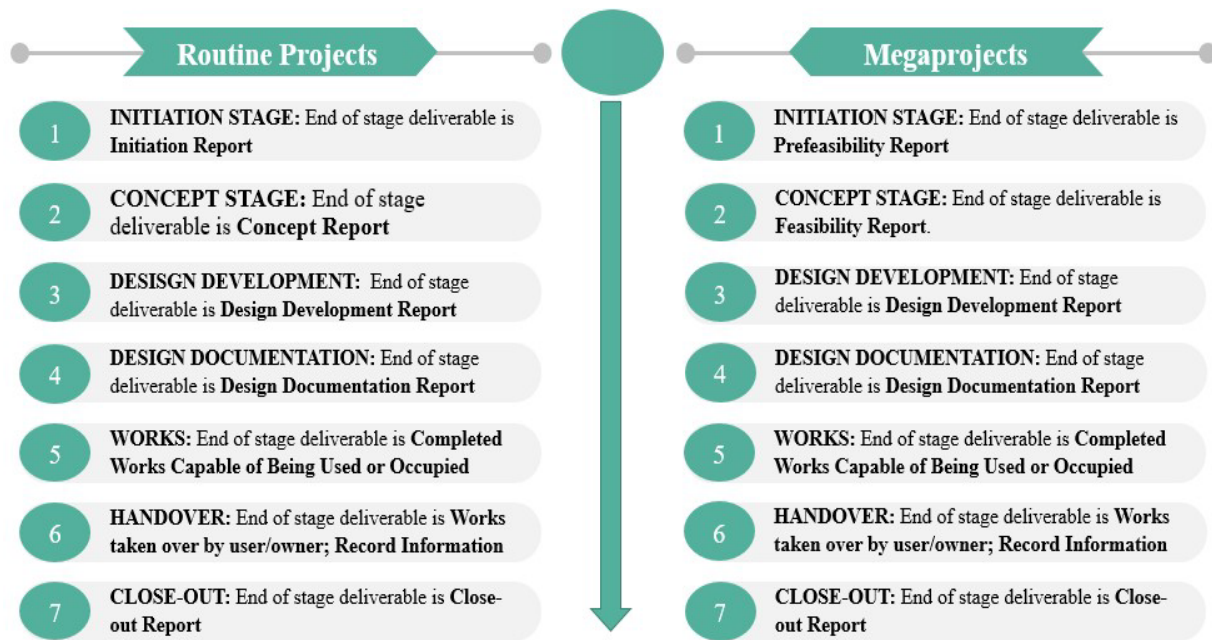 Routine Projects
1
INITIATION STAGE: End of stage deliverable is
Initiation Report
2
CONCEPT STAGE: End of stage
deliverable is Concept Report
3
DESISGN DEVELOPMENT: End of stage
deliverable is Design Development Report
4
DESIGN DOCUMENTATION: End of stage
deliverable is Design Documentation Report
5
WORKS: End of stage deliverable is Completed
Works Capable of Being Used or Occupied
6
HANDOVER: End of stage deliverable is Works
taken over by user/owner; Record Information
7
CLOSE-OUT: End of stage deliverable is Close-
out Report
Megaprojects
1
INITIATION STAGE: End of stage deliverable is
Prefeasibility Report
2
CONCEPT STAGE: End of stage deliverable is
Feasibility Report.
3
DESIGN DEVELOPMENT: End of stage
deliverable is Design Development Report
4
DESIGN DOCUMENTATION: End of stage
deliverable is Design Documentation Report
5
WORKS: End of stage deliverable is Completed
Works Capable of Being Used or Occupied
6
HANDOVER: End of stage deliverable is Works
taken over by user/owner; Record Information
7
CLOSE-OUT: End of stage deliverable is Close-
out Report